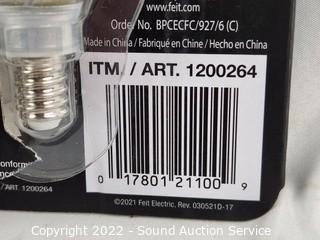 www.feit.com
Order No. BPCECFC/927/6 (C)
Made in China / Fabriqué en Chine / Hecho en China
ITM / ART. 1200264
0 17801 21100 9
©2021 Feit Electric. Rev. 030521D-17
conforme
/ART. 1200264
Copyright © 2022 - Sound Auction Service